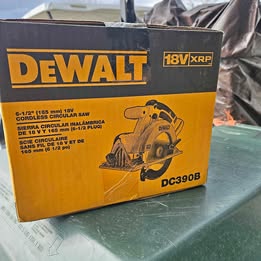 DEWALT
18V XRP
6-1/2" (165 mm) 18V
CORDLESS CIRCULAR SAW
SIERRA CIRCULAR INALÁMBRICA
DE 18 V Y 165 mm (6-1/2 PLUG)
SCIE CIRCULAIRE
SANS FIL DE 18 V ET DE
165 mm (6 1/2 po)
DC390B